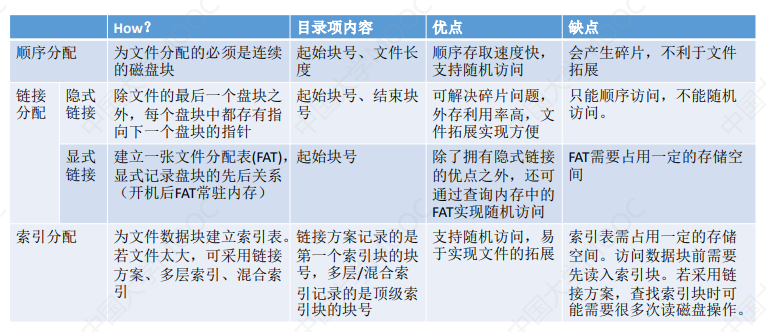 How？ 目录项内容 优点 缺点
顺序分配
为文件分配的必须是连续
的磁盘块
起始块号、文件长
度
顺序存取速度快，
支持随机访问
会产生碎片，不利于文件
拓展
链接
分配
隐式
链接
除文件的最后一个盘块之
外，每个盘块中都存有指
向下一个盘块的指针
起始块号、结束块
号
可解决碎片问题，
外存利用率高，文
件拓展实现方便
只能顺序访问，不能随机
访问。
显式
链接
建立一张文件分配表(FAT)，
显式记录盘块的先后关系
（开机后FAT常驻内存）
起始块号
除了拥有隐式链接
的优点之外，还可
通过查询内存中的
FAT实现随机访问
FAT需要占用一定的存储空
间
索引分配
为文件数据块建立索引表。
若文件太大，可采用链接
方案、多层索引、混合索
引
链接方案记录的是
第一个索引块的块
号，多层/混合索
引记录的是顶级索
引块的块号
支持随机访问，易
于实现文件的拓展
索引表需占用一定的存储
空间。访问数据块前需要
先读入索引块。若采用链
接方案，查找索引块时可
能需要很多次读磁盘操作。